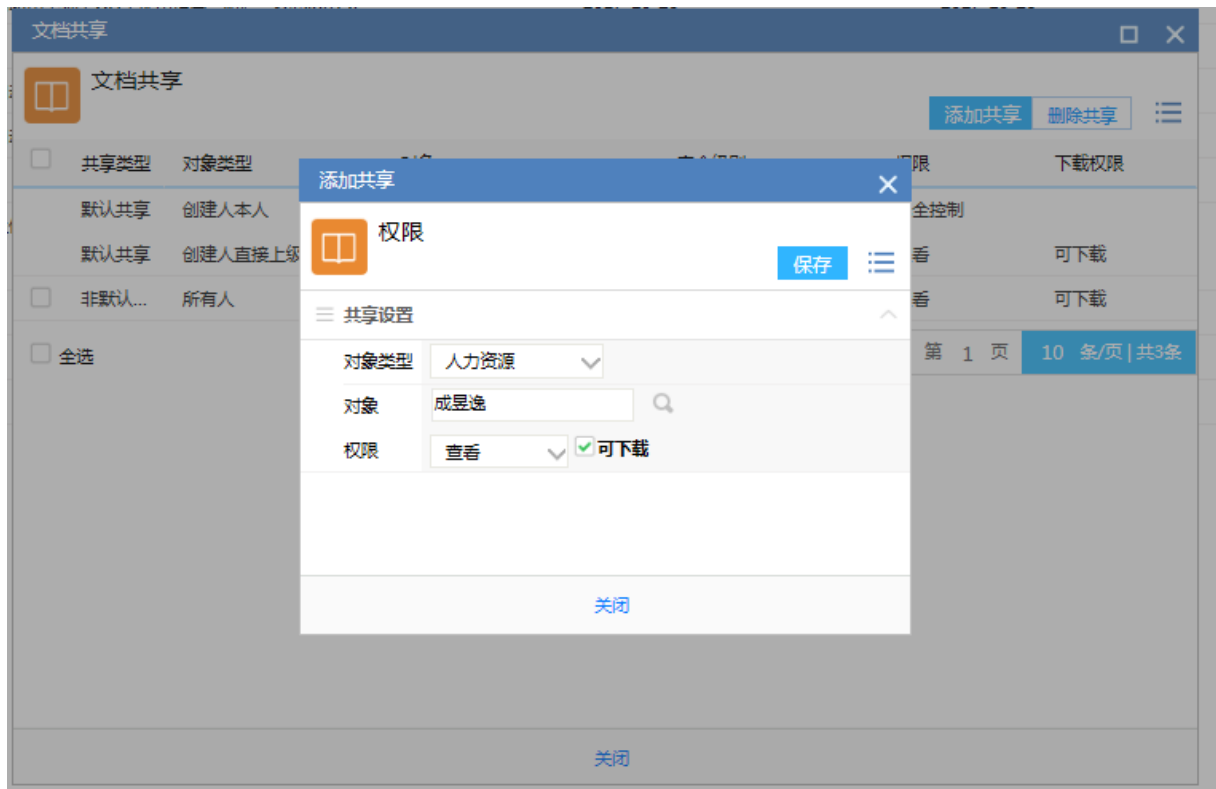 文档共享
文档共享
添加共享 删除共享
共享类型 对象类型 下载权限
默认共享 创建人本人 全控制
默认共享 创建人直接上级 看 可下载
非默认... 所有人 看 可下载
全选 第 1 页 10 条/页|共3条
添加共享
权限
保存
共享设置
对象类型 人力资源
对象 成昱逸
权限 查看 可下载
关闭
关闭